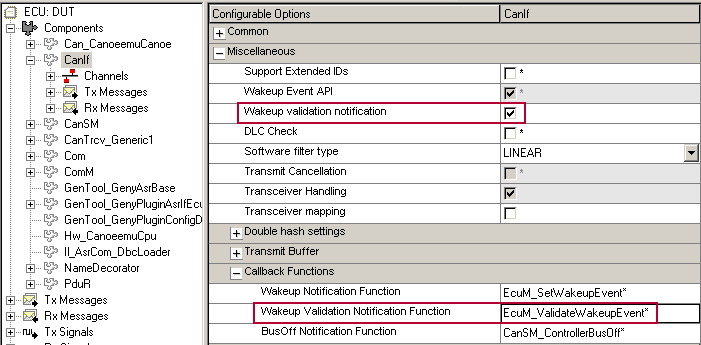 ECU: DUT
Components
Can_CanoeemuCanoe
CanIf
Channels
Tx Messages
Rx Messages
CanSM
CanTrcv_Generic1
Com
ComM
GenTool_GenyAsrBase
GenTool_GenyPluginAsrIfEcu
GenTool_GenyPluginConfigD
Hw_CanoeemuCpu
Il_AsrCom_DbcLoader
NameDecorator
PduR
Tx Messages
Rx Messages
Tx Signals
Configurable Options CanIf
Common
Miscellaneous
Support Extended IDs *
Wakeup Event API *
Wakeup validation notification
DLC Check *
Software filter type LINEAR
Transmit Cancellation *
Transceiver Handling
Transceiver mapping
Double hash settings
Transmit Buffer
Callback Functions
Wakeup Notification Function EcuM_SetWakeupEvent*
Wakeup Validation Notification Function EcuM_ValidateWakeupEvent*
BusOff Notification Function CanSM_ControllerBusOff*